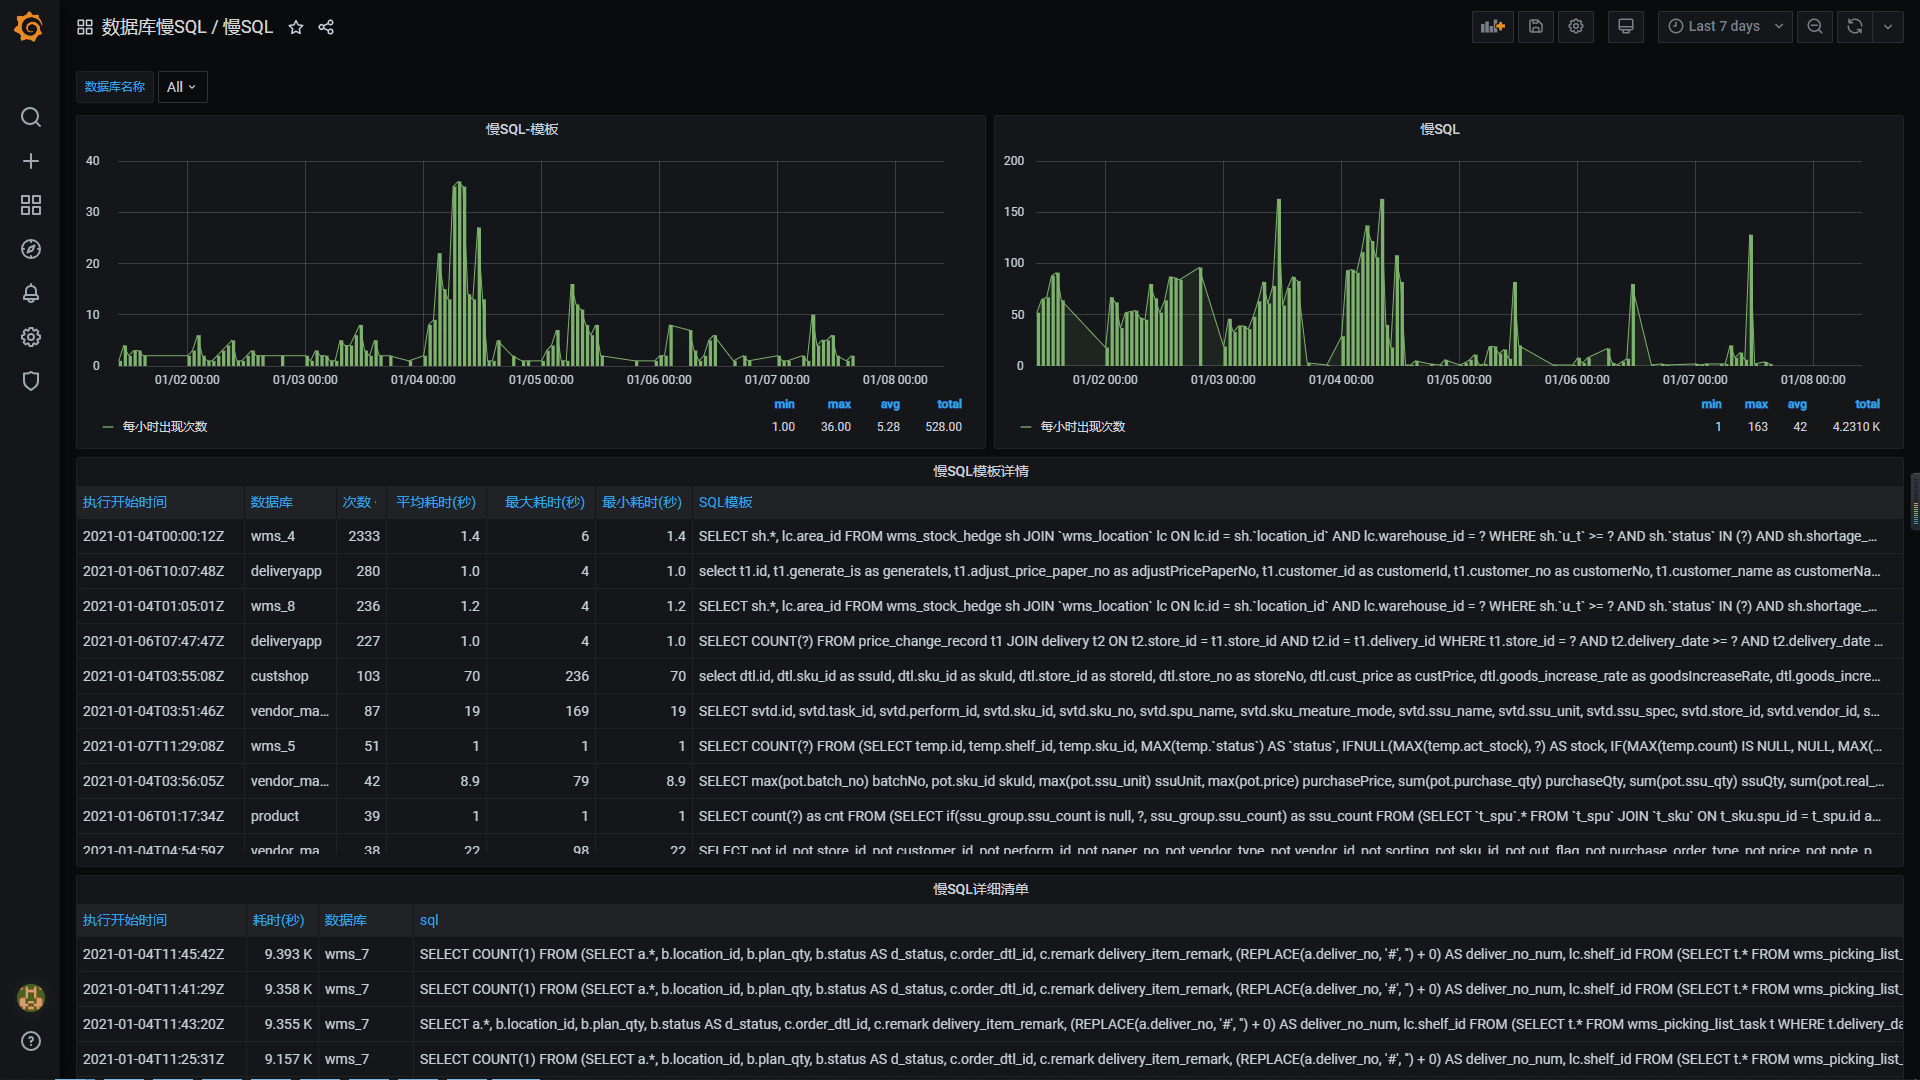 数据库慢SQL / 慢SQL
Last 7 days
数据库名称 All
慢SQL-模板
40
30
20
10
0
01/02 00:00 01/03 00:00 01/04 00:00 01/05 00:00 01/06 00:00 01/07 00:00 01/08 00:00
min max avg total
每小时出现次数 1.00 36.00 5.28 528.00
慢SQL
200
150
100
50
0
01/02 00:00 01/03 00:00 01/04 00:00 01/05 00:00 01/06 00:00 01/07 00:00 01/08 00:00
min max avg total
每小时出现次数 1 163 42 4.2310 K
慢SQL模板详情
执行开始时间 数据库 次数 平均耗时(秒) 最大耗时(秒) 最小耗时(秒) SQL模板
2021-01-04T00:00:12Z wms_4 2333 1.4 6 1.4 SELECT sh.*, lc.area_id FROM wms_stock_hedge sh JOIN `wms_location` lc ON lc.id = sh.`location_id` AND lc.warehouse_id = ? WHERE sh.`u_t` >= ? AND sh.`status` IN (?) AND sh.shortage_...
2021-01-06T10:07:48Z deliveryapp 280 1.0 4 1.0 select t1.id, t1.generate_is as generateIs, t1.adjust_price_paper_no as adjustPricePaperNo, t1.customer_id as customerId, t1.customer_no as customerNo, t1.customer_name as customerNa...
2021-01-04T01:05:01Z wms_8 236 1.2 4 1.2 SELECT sh.*, lc.area_id FROM wms_stock_hedge sh JOIN `wms_location` lc ON lc.id = sh.`location_id` AND lc.warehouse_id = ? WHERE sh.`u_t` >= ? AND sh.`status` IN (?) AND sh.shortage_...
2021-01-06T07:47:47Z deliveryapp 227 1.0 4 1.0 SELECT COUNT(?) FROM price_change_record t1 JOIN delivery t2 ON t2.store_id = t1.store_id AND t2.id = t1.delivery_id WHERE t1.store_id = ? AND t2.delivery_date >= ? AND t2.delivery_date ...
2021-01-04T03:55:08Z custshop 103 70 236 70 select dtl.id, dtl.sku_id as ssuId, dtl.sku_id as skuId, dtl.store_id as storeId, dtl.store_no as storeNo, dtl.cust_price as custPrice, dtl.goods_increase_rate as goodsIncreaseRate, dtl.goods_incre...
2021-01-04T03:51:46Z vendor_ma... 87 19 169 19 SELECT svtd.id, svtd.task_id, svtd.perform_id, svtd.sku_id, svtd.sku_no, svtd.spu_name, svtd.sku_meature_mode, svtd.ssu_name, svtd.ssu_unit, svtd.ssu_spec, svtd.store_id, svtd.vendor_id, s...
2021-01-07T11:29:08Z wms_5 51 1 1 1 SELECT COUNT(?) FROM (SELECT temp.id, temp.shelf_id, temp.sku_id, MAX(temp.`status`) AS `status`, IFNULL(MAX(temp.act_stock), ?) AS stock, IF(MAX(temp.count) IS NULL, NULL, MAX(...
2021-01-04T03:56:05Z vendor_ma... 42 8.9 79 8.9 SELECT max(pot.batch_no) batchNo, pot.sku_id skuId, max(pot.ssu_unit) ssuUnit, max(pot.price) purchasePrice, sum(pot.purchase_qty) purchaseQty, sum(pot.ssu_qty) ssuQty, sum(pot.real_...
2021-01-06T01:17:34Z product 39 1 1 1 SELECT count(?) as cnt FROM (SELECT if(ssu_group.ssu_count is null, ?, ssu_group.ssu_count) as ssu_count FROM (SELECT `t_spu`.* FROM `t_spu` JOIN `t_sku` ON t_sku.spu_id = t_spu.id a...
2021-01-04T04:54:59Z vendor_ma... 38 22 98 22 SELECT pot.id, pot.store_id, pot.customer_id, pot.perform_id, pot.paper_no, pot.vendor_type, pot.vendor_id, pot.sorting, pot.sku_id, pot.out_flag, pot.purchase_order_type, pot.price, pot.note, p...
慢SQL详细清单
执行开始时间 耗时(秒) 数据库 sql
2021-01-04T11:45:42Z 9.393 K wms_7 SELECT COUNT(1) FROM (SELECT a.*, b.location_id, b.plan_qty, b.status AS d_status, c.order_dtl_id, c.remark delivery_item_remark, (REPLACE(a.deliver_no, '#', '') + 0) AS deliver_no_num, lc.shelf_id FROM (SELECT t.* FROM wms_picking_list_
2021-01-04T11:41:29Z 9.358 K wms_7 SELECT COUNT(1) FROM (SELECT a.*, b.location_id, b.plan_qty, b.status AS d_status, c.order_dtl_id, c.remark delivery_item_remark, (REPLACE(a.deliver_no, '#', '') + 0) AS deliver_no_num, lc.shelf_id FROM (SELECT t.* FROM wms_picking_list_
2021-01-04T11:43:20Z 9.355 K wms_7 SELECT a.*, b.location_id, b.plan_qty, b.status AS d_status, c.order_dtl_id, c.remark delivery_item_remark, (REPLACE(a.deliver_no, '#', '') + 0) AS deliver_no_num, lc.shelf_id FROM (SELECT t.* FROM wms_picking_list_task t WHERE t.delivery_da
2021-01-04T11:25:31Z 9.157 K wms_7 SELECT COUNT(1) FROM (SELECT a.*, b.location_id, b.plan_qty, b.status AS d_status, c.order_dtl_id, c.remark delivery_item_remark, (REPLACE(a.deliver_no, '#', '') + 0) AS deliver_no_num, lc.shelf_id FROM (SELECT t.* FROM wms_picking_list_